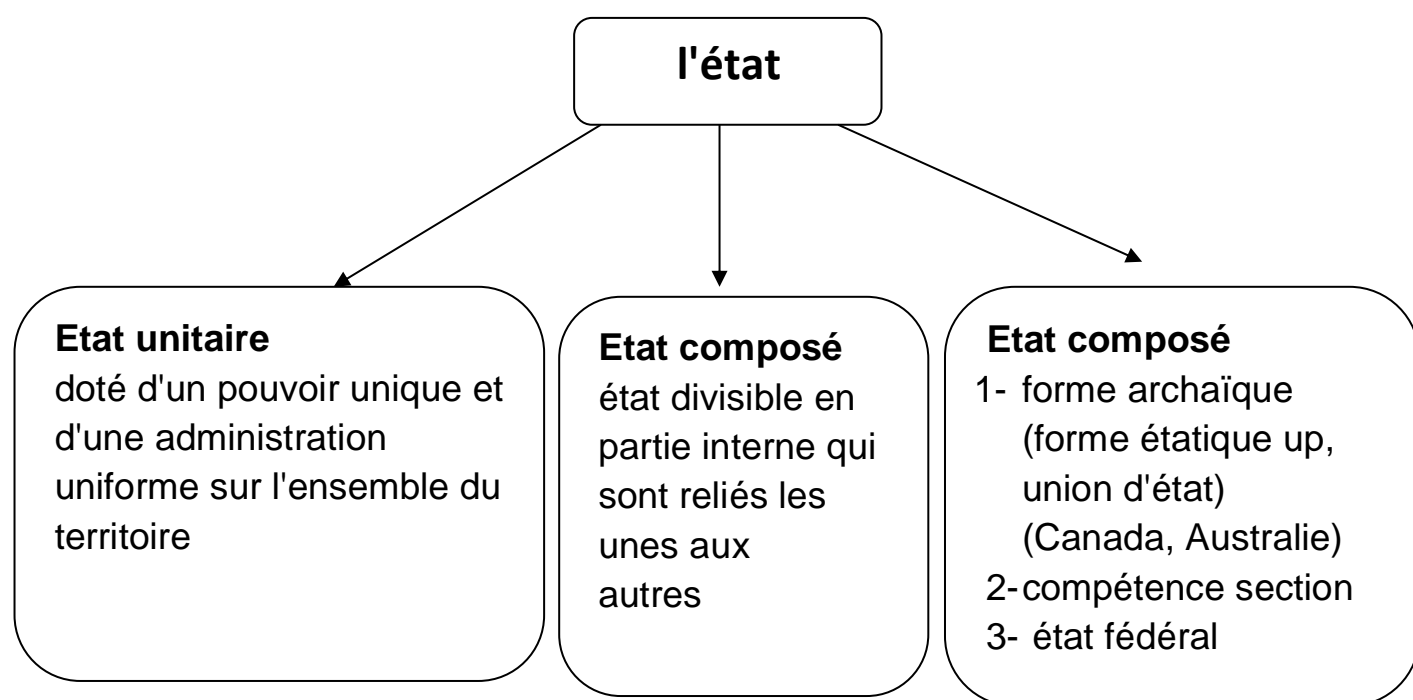 l'état
Etat unitaire
doté d'un pouvoir unique et
d'une administration
uniforme sur l'ensemble du
territoire
Etat composé
état divisible en
partie interne qui
sont reliés les
unes aux
autres
Etat composé
1- forme archaïque
(forme étatique up,
union d'état)
(Canada, Australie)
2-compétence section
3- état fédéral